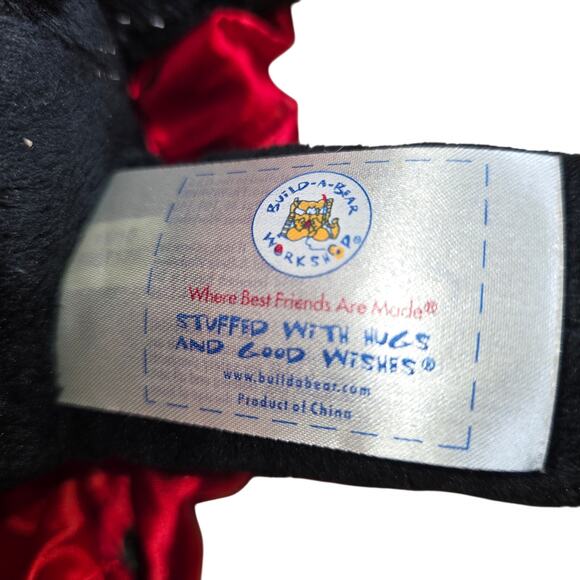 BUILD-A-BEAR
WORKSHOP®
Where Best Friends Are Made®
STUFFED WITH HUGS
AND GOOD WISHES®
www.buildabear.com
Product of China